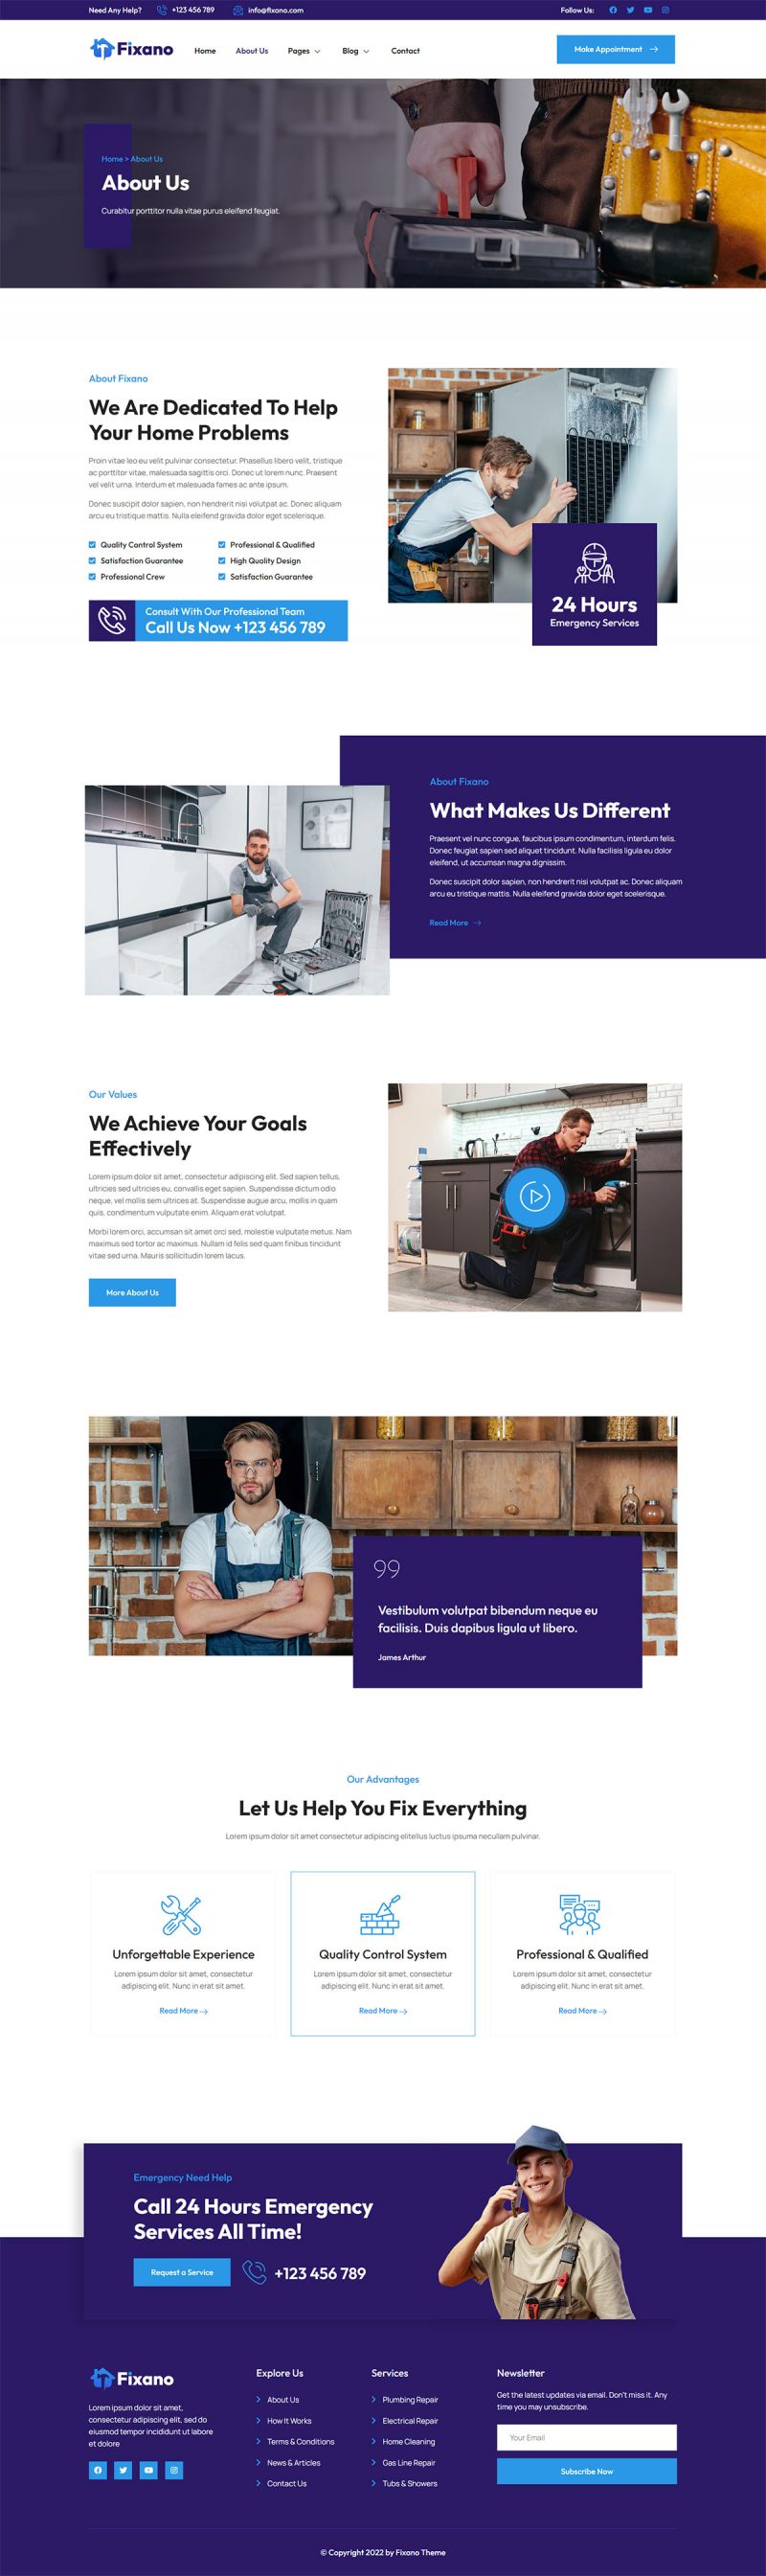 Need Any Help?
+123 456 789
info@fixano.com
Follow Us:
Fixano
Home
About Us
Pages
Blog
Contact
Make Appointment
Home > About Us
About Us
Curabitur porttitor nulla vitae purus eleifend feugiat.
About Fixano
We Are Dedicated To Help
Your Home Problems
Proin vitae leo eu velit pulvinar consectetur. Phasellus libero velit, tristique
ac porttitor vitae, malesuada sagittis orci. Donec ut lorem nunc. Praesent
vel velit urna. Interdum et malesuada fames ac ante ipsum.
Donec suscipit dolor sapien, non hendrerit nisi volutpat ac. Donec aliquam
arcu eu tristique mattis. Nulla eleifend gravida dolor eget scelerisque.
Quality Control System
Professional & Qualified
Satisfaction Guarantee
High Quality Design
Professional Crew
Satisfaction Guarantee
Consult With Our Professional Team
Call Us Now +123 456 789
24 Hours
Emergency Services
About Fixano
What Makes Us Different
Praesent vel nunc congue, faucibus ipsum condimentum, interdum felis.
Donec feugiat sapien sed aliquet tincidunt. Nulla facilisis ligula eu dolor
eleifend, ut accumsan magna dignissim.
Donec suscipit dolor sapien, non hendrerit nisi volutpat ac. Donec aliquam
arcu eu tristique mattis. Nulla eleifend gravida dolor eget scelerisque.
Read More
Our Values
We Achieve Your Goals
Effectively
Lorem ipsum dolor sit amet, consectetur adipiscing elit. Sed sapien tellus,
ultricies sed ultricies eu, convallis eget sapien. Suspendisse dictum odio
neque, vel mollis sem ultrices at. Suspendisse augue arcu, mollis in quam
quis, condimentum vulputate enim. Aliquam erat volutpat.
Morbi lorem orci, accumsan sit amet orci sed, molestie vulputate metus. Nam
maximus sed tortor ac maximus. Nullam id felis sed quam finibus tincidunt
vitae sed urna. Mauris sollicitudin lorem lacus.
More About Us
Vestibulum volutpat bibendum neque eu
facilisis. Duis dapibus ligula ut libero.
James Arthur
Our Advantages
Let Us Help You Fix Everything
Lorem ipsum dolor sit amet consectetur adipiscing elitellus luctus ipsuma necullam pulvinar.
Unforgettable Experience
Lorem ipsum dolor sit amet, consectetur
adipiscing elit. Nunc in erat sit amet.
Read More
Quality Control System
Lorem ipsum dolor sit amet, consectetur
adipiscing elit. Nunc in erat sit amet.
Read More
Professional & Qualified
Lorem ipsum dolor sit amet, consectetur
adipiscing elit. Nunc in erat sit amet.
Read More
Emergency Need Help
Call 24 Hours Emergency
Services All Time!
Request a Service
+123 456 789
Fixano
Lorem ipsum dolor sit amet,
consectetur adipiscing elit, sed do
eiusmod tempor incididunt ut labore
et dolore
Explore Us
About Us
How It Works
Terms & Conditions
News & Articles
Contact Us
Services
Plumbing Repair
Electrical Repair
Home Cleaning
Gas Line Repair
Tubs & Showers
Newsletter
Get the latest updates via email. Don't miss it. Any
time you may unsubscribe.
Your Email
Subscribe Now
© Copyright 2022 by Fixano Theme